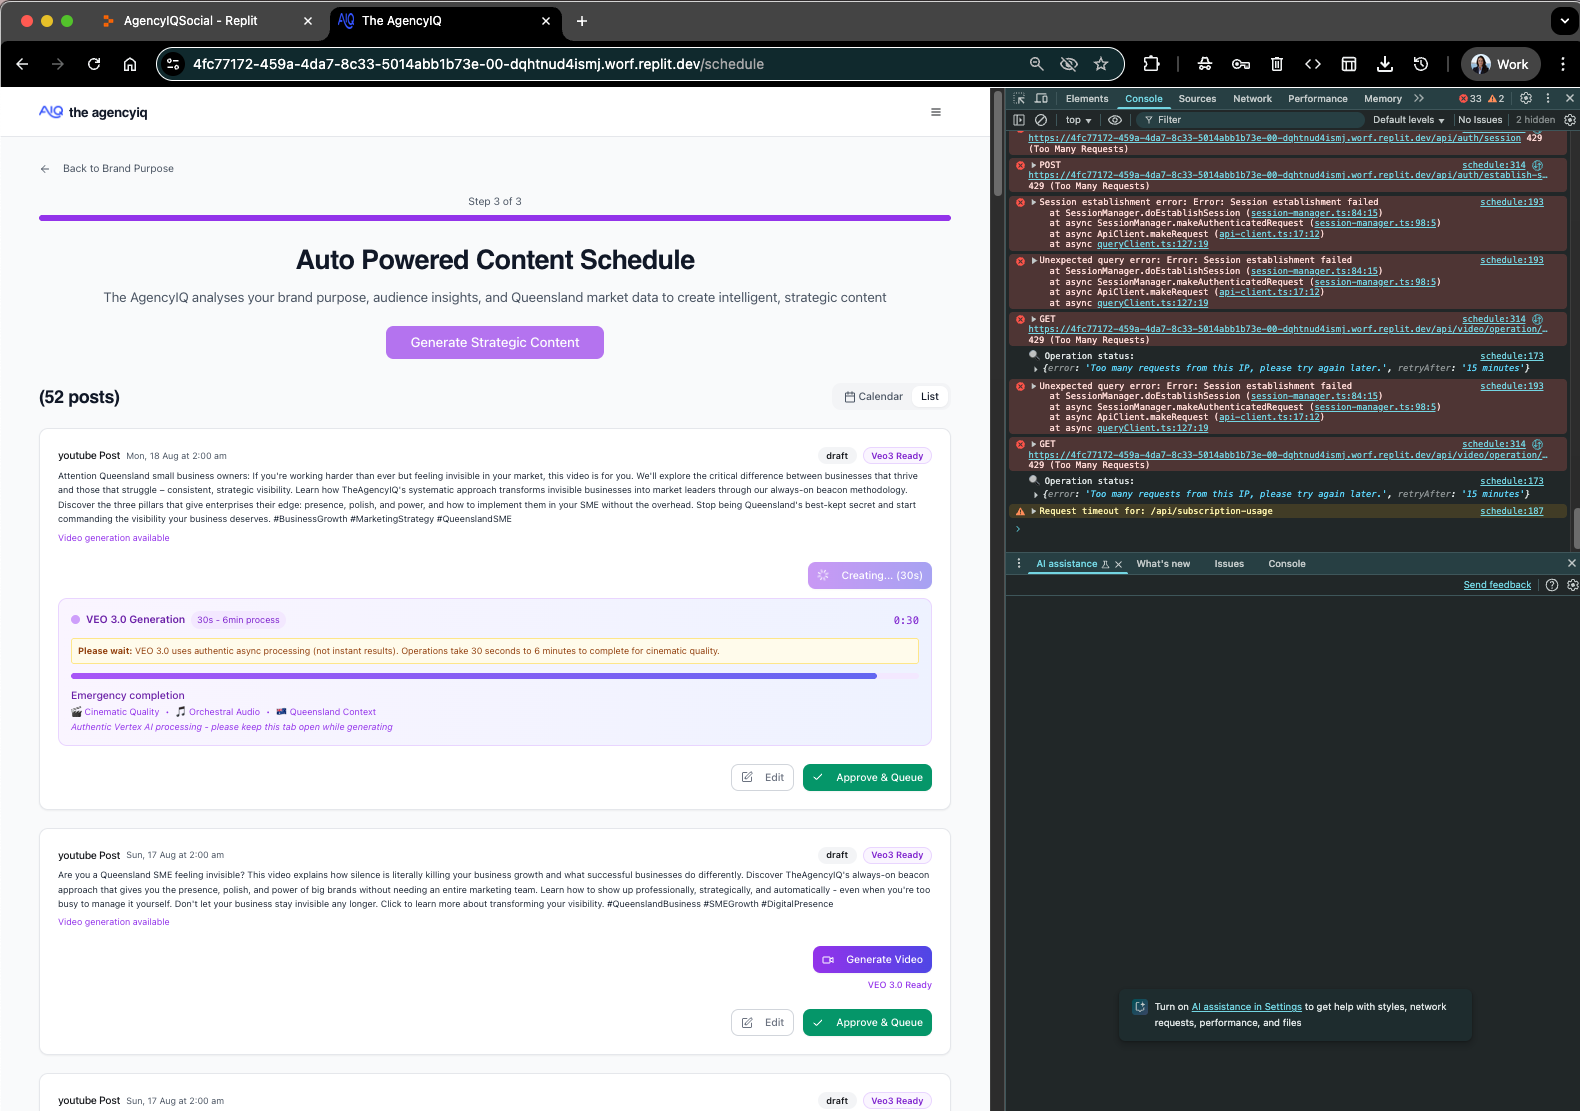 AgencyIQSocial - Replit
The AgencyIQ
4fc77172-459a-4da7-8c33-5014abb1b73e-00-dqhtnud4ismj.worf.replit.dev/schedule
Work
AIQ the agencyiq
Back to Brand Purpose
Step 3 of 3
Auto Powered Content Schedule
The AgencyIQ analyses your brand purpose, audience insights, and Queensland market data to create intelligent, strategic content
Generate Strategic Content
(52 posts)
Calendar
List
youtube Post Mon, 18 Aug at 2:00 am
draft
Veo3 Ready
Attention Queensland small business owners: If you're working harder than ever but feeling invisible in your market, this video is for you. We'll explore the critical difference between businesses that thrive
and those that struggle – consistent, strategic visibility. Learn how TheAgencyIQ's systematic approach transforms invisible businesses into market leaders through our always-on beacon methodology.
Discover the three pillars that give enterprises their edge: presence, polish, and power, and how to implement them in your SME without the overhead. Stop being Queensland's best-kept secret and start
commanding the visibility your business deserves. #BusinessGrowth #MarketingStrategy #QueenslandSME
Video generation available
Creating... (30s)
VEO 3.0 Generation
30s - 6min process
0:30
Please wait: VEO 3.0 uses authentic async processing (not instant results). Operations take 30 seconds to 6 minutes to complete for cinematic quality.
Emergency completion
Cinematic Quality • Orchestral Audio • Queensland Context
Authentic Vertex AI processing - please keep this tab open while generating
Edit
Approve & Queue
youtube Post Sun, 17 Aug at 2:00 am
draft
Veo3 Ready
Are you a Queensland SME feeling invisible? This video explains how silence is literally killing your business growth and what successful businesses do differently. Discover TheAgencyIQ's always-on beacon
approach that gives you the presence, polish, and power of big brands without needing an entire marketing team. Learn how to show up professionally, strategically, and automatically - even when you're too
busy to manage it yourself. Don't let your business stay invisible any longer. Click to learn more about transforming your visibility. #QueenslandBusiness #SMEGrowth #DigitalPresence
Video generation available
Generate Video
VEO 3.0 Ready
Edit
Approve & Queue
youtube Post Sun, 17 Aug at 2:00 am
draft
Veo3 Ready
Elements
Console
Sources
Network
Performance
Memory
33
2
top
Filter
Default levels
No Issues
2 hidden
https://4fc77172-459a-4da7-8c33-5014abb1b73e-00-dqhtnud4ismj.worf.replit.dev/api/auth/session 429
(Too Many Requests)
POST schedule:314
https://4fc77172-459a-4da7-8c33-5014abb1b73e-00-dqhtnud4ismj.worf.replit.dev/api/auth/establish-s…
429 (Too Many Requests)
Session establishment error: Error: Session establishment failed schedule:193
at SessionManager.doEstablishSession (session-manager.ts:84:15)
at async SessionManager.makeAuthenticatedRequest (session-manager.ts:98:5)
at async ApiClient.makeRequest (api-client.ts:17:12)
at async queryClient.ts:127:19
Unexpected query error: Error: Session establishment failed schedule:193
at SessionManager.doEstablishSession (session-manager.ts:84:15)
at async SessionManager.makeAuthenticatedRequest (session-manager.ts:98:5)
at async ApiClient.makeRequest (api-client.ts:17:12)
at async queryClient.ts:127:19
GET schedule:314
https://4fc77172-459a-4da7-8c33-5014abb1b73e-00-dqhtnud4ismj.worf.replit.dev/api/video/operation/…
429 (Too Many Requests)
Operation status: schedule:173
{error: 'Too many requests from this IP, please try again later.', retryAfter: '15 minutes'}
Unexpected query error: Error: Session establishment failed schedule:193
at SessionManager.doEstablishSession (session-manager.ts:84:15)
at async SessionManager.makeAuthenticatedRequest (session-manager.ts:98:5)
at async ApiClient.makeRequest (api-client.ts:17:12)
at async queryClient.ts:127:19
GET schedule:314
https://4fc77172-459a-4da7-8c33-5014abb1b73e-00-dqhtnud4ismj.worf.replit.dev/api/video/operation/…
429 (Too Many Requests)
Operation status: schedule:173
{error: 'Too many requests from this IP, please try again later.', retryAfter: '15 minutes'}
Request timeout for: /api/subscription-usage schedule:187
AI assistance
What's new
Issues
Console
Send feedback
Turn on AI assistance in Settings to get help with styles, network
requests, performance, and files